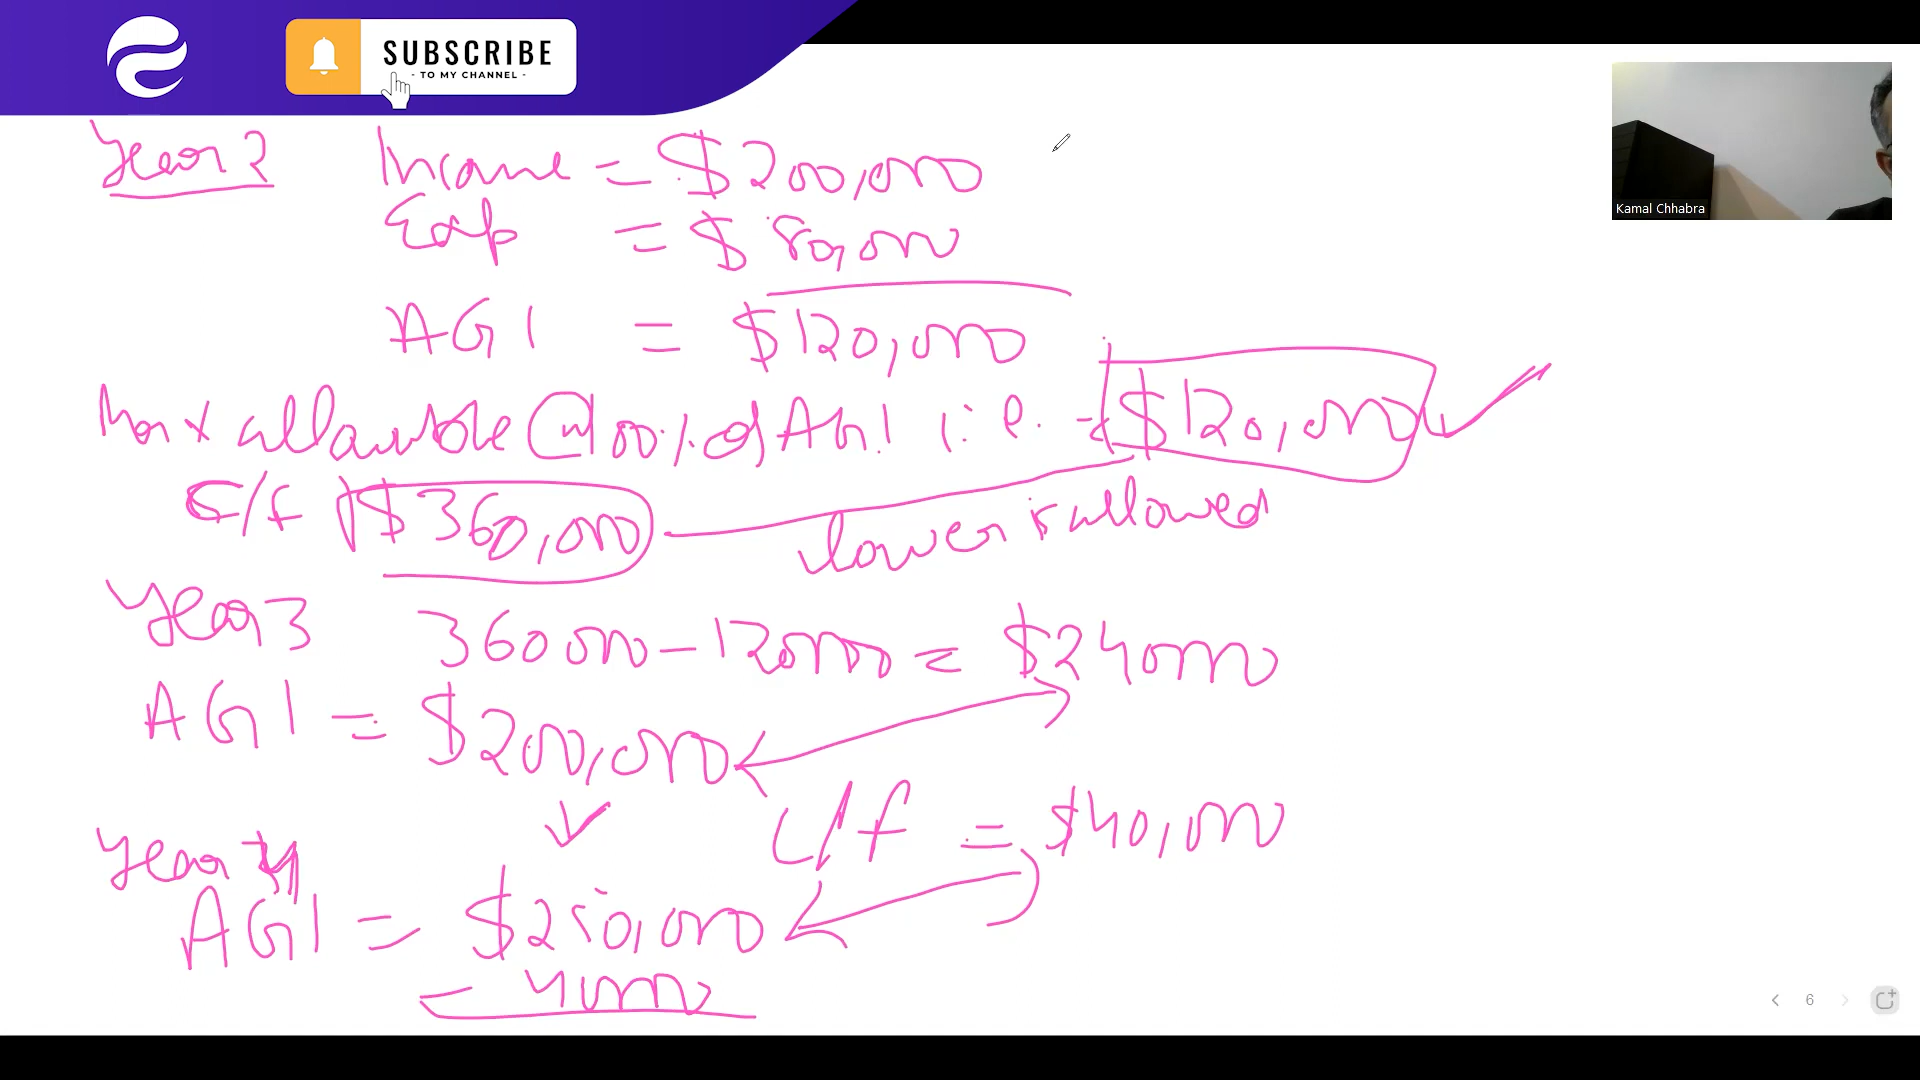 SUBSCRIBE
- TO MY CHANNEL -
Kamal Chhabra
Year 2 Income = $200,000
Exp = $80,000
AGI = $120,000
Max allowable @ 100% of AGI i.e. = $120,000
C/f $360,000 lower is allowed
Year 3 360000 - 120000 = $240000
AGI = $200,000
C/f = $40,000
Year 4
AGI = $250,000
- 40000
6